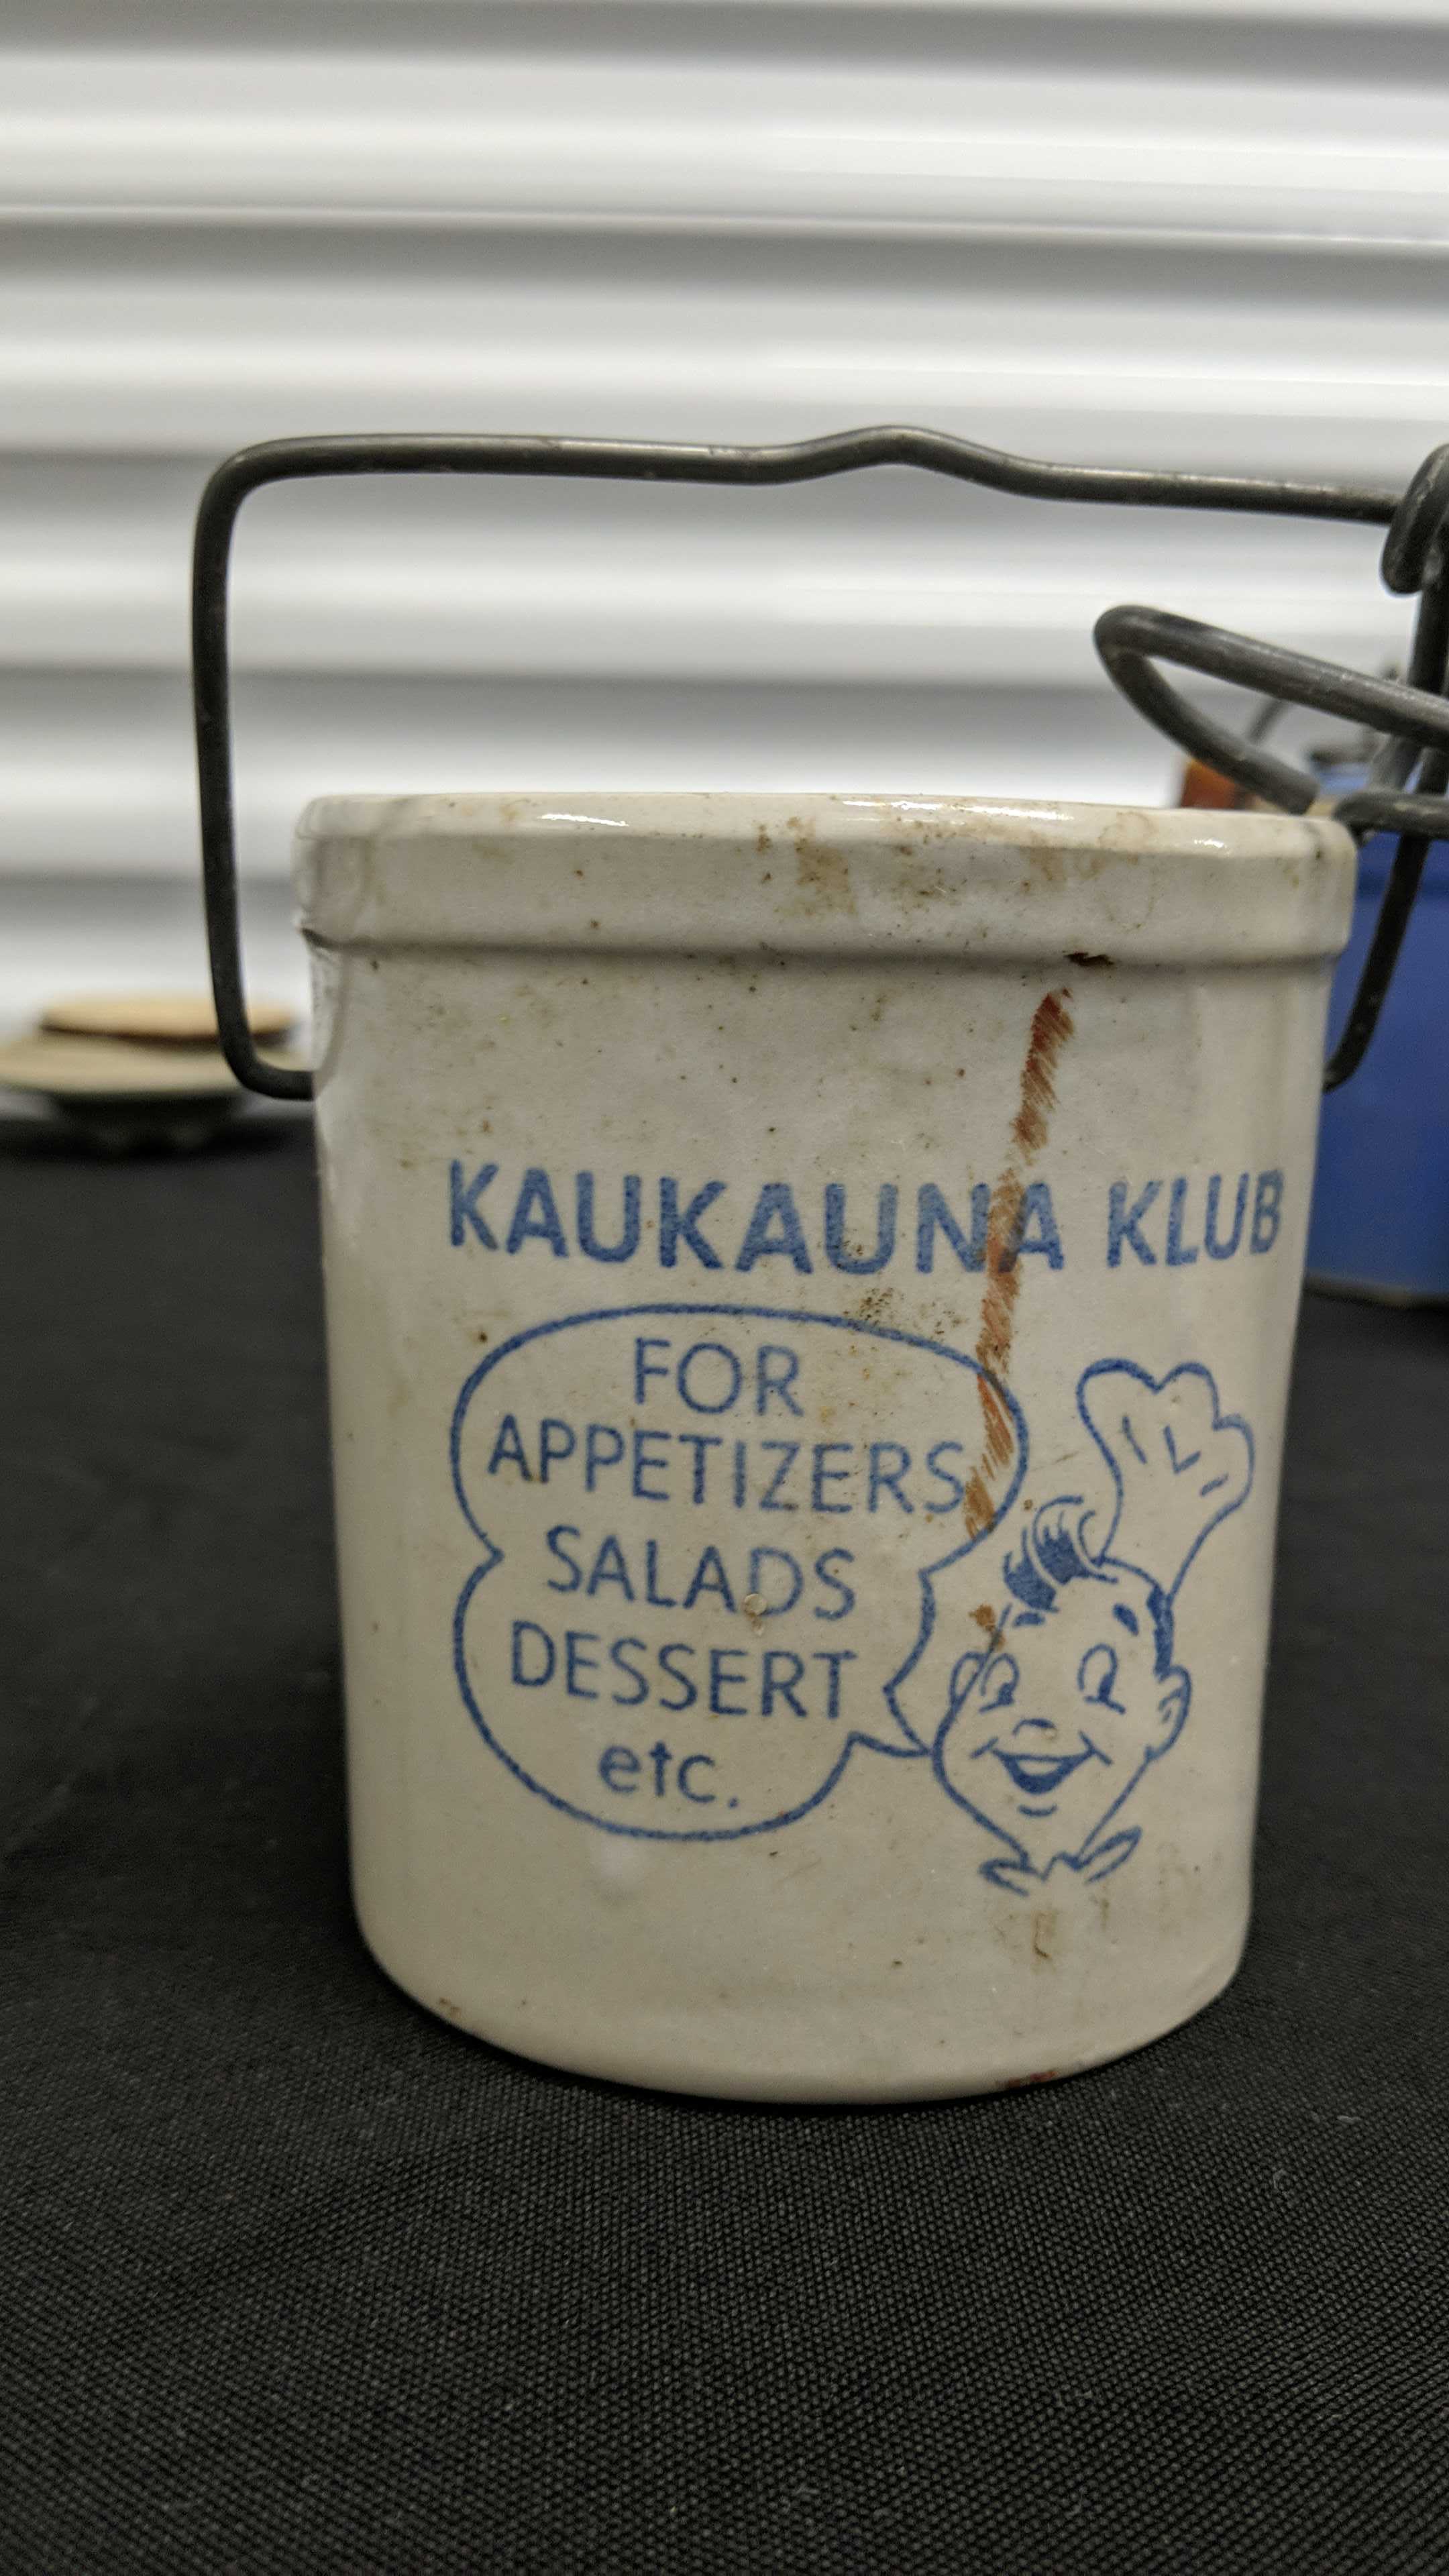 KAUKAUNA KLUB
FOR
APPETIZERS
SALADS
DESSERT
etc.